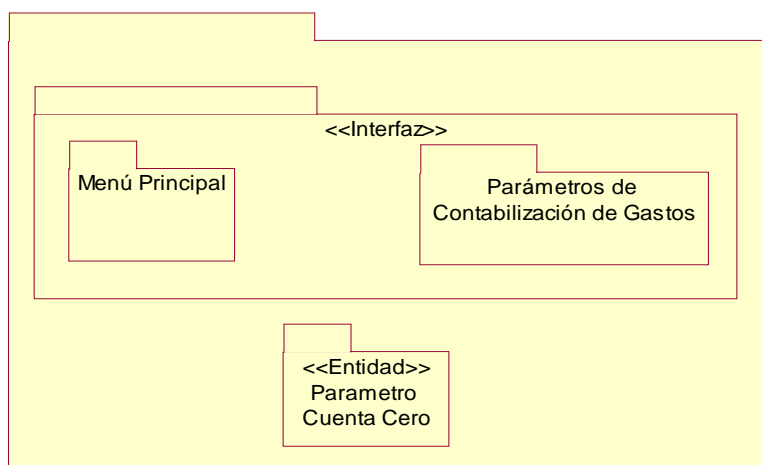 <<Interfaz>>
Menú Principal
Parámetros de
Contabilización de Gastos
<<Entidad>>
Parametro
Cuenta Cero